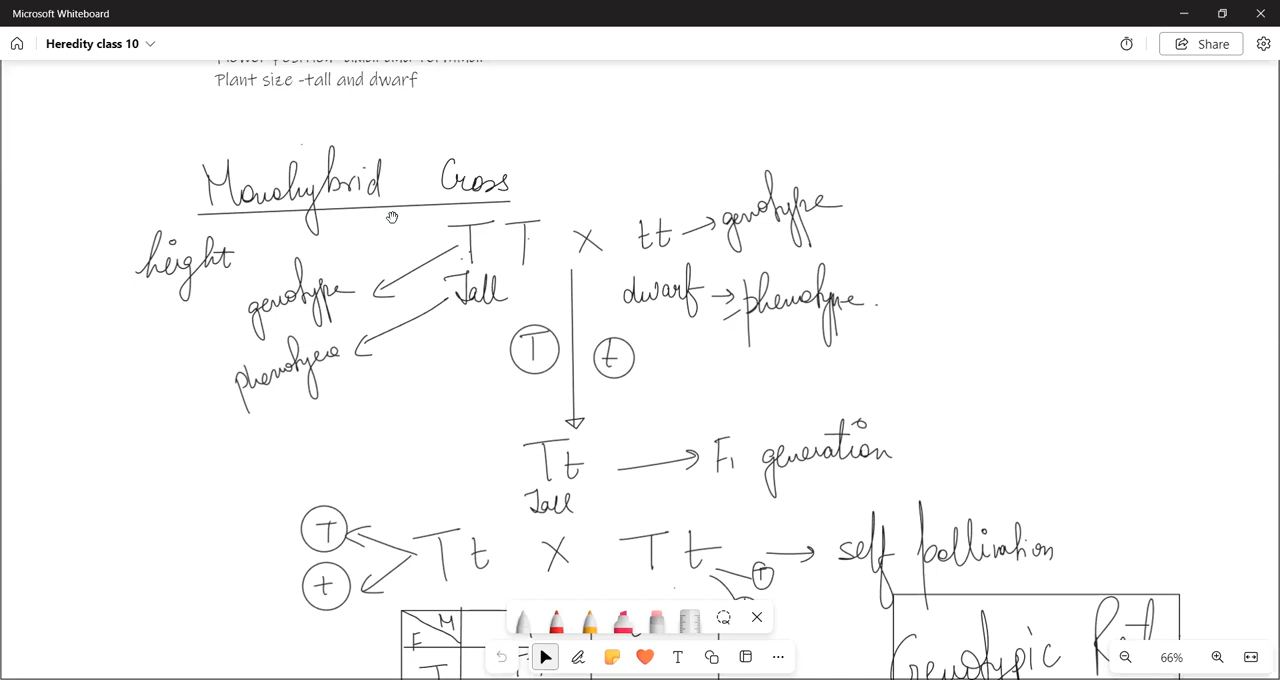 Microsoft Whiteboard
Heredity class 10
Share
Plant size -tall and dwarf
Monohybrid Cross
height
TT x tt → genotype
genotype
Tall
dwarf → phenotype.
phenotype
T t
Tt → F1 generation
Tall
T
t
Tt x Tt → self pollination
T
M
F
T
T
Genotypic
66%